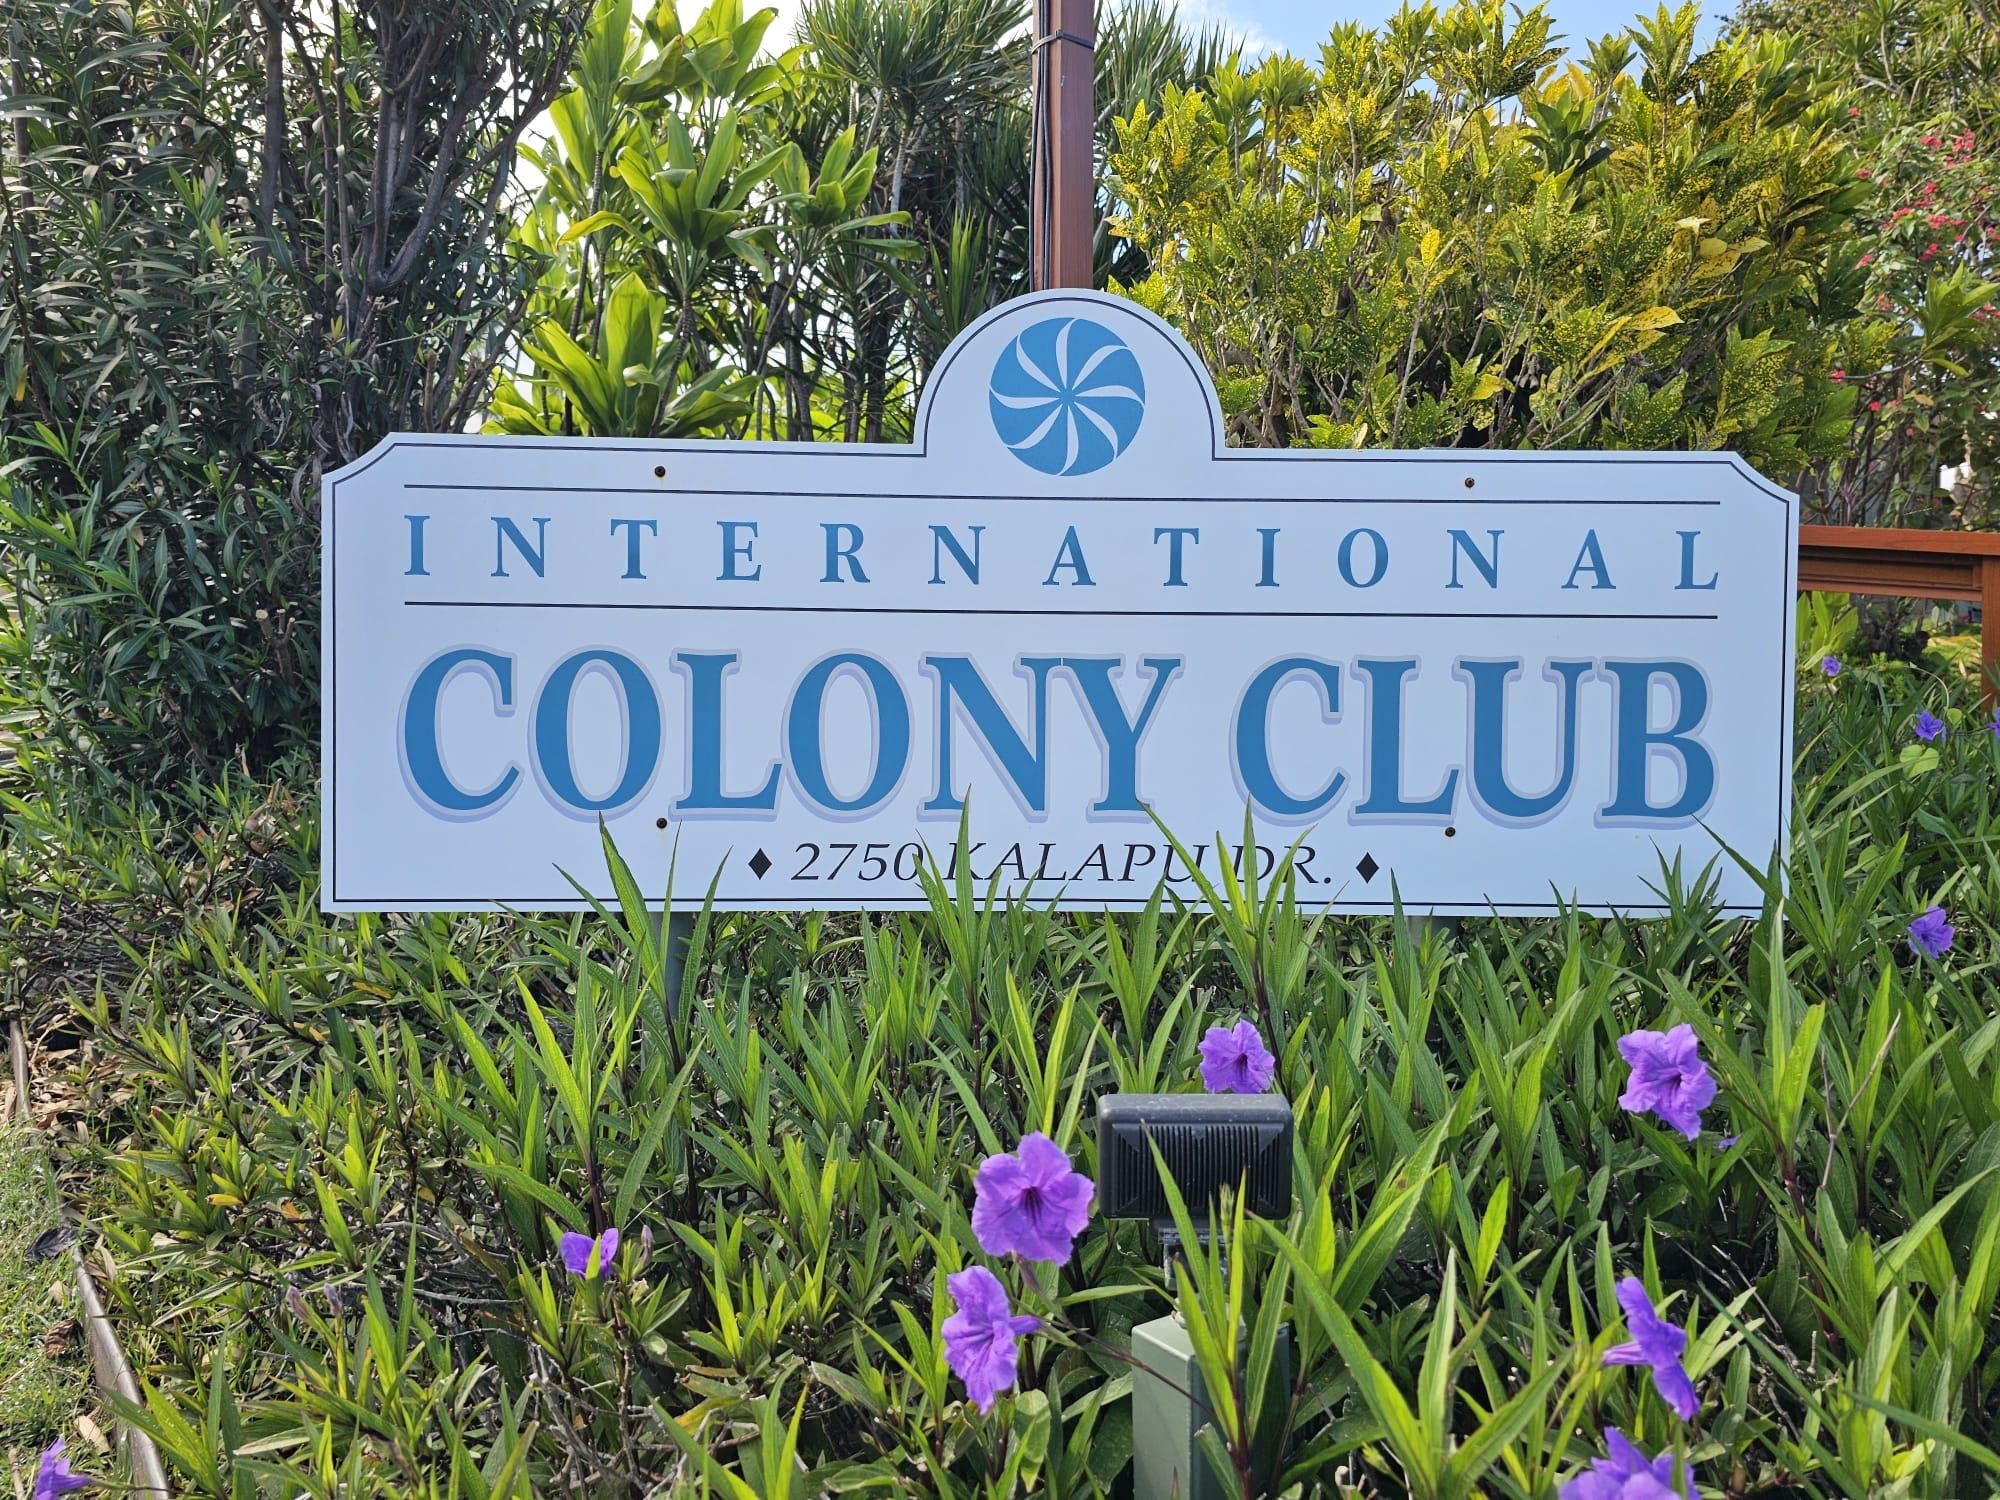 INTERNATIONAL
COLONY CLUB
♦ 2750 KALAPU DR. ♦